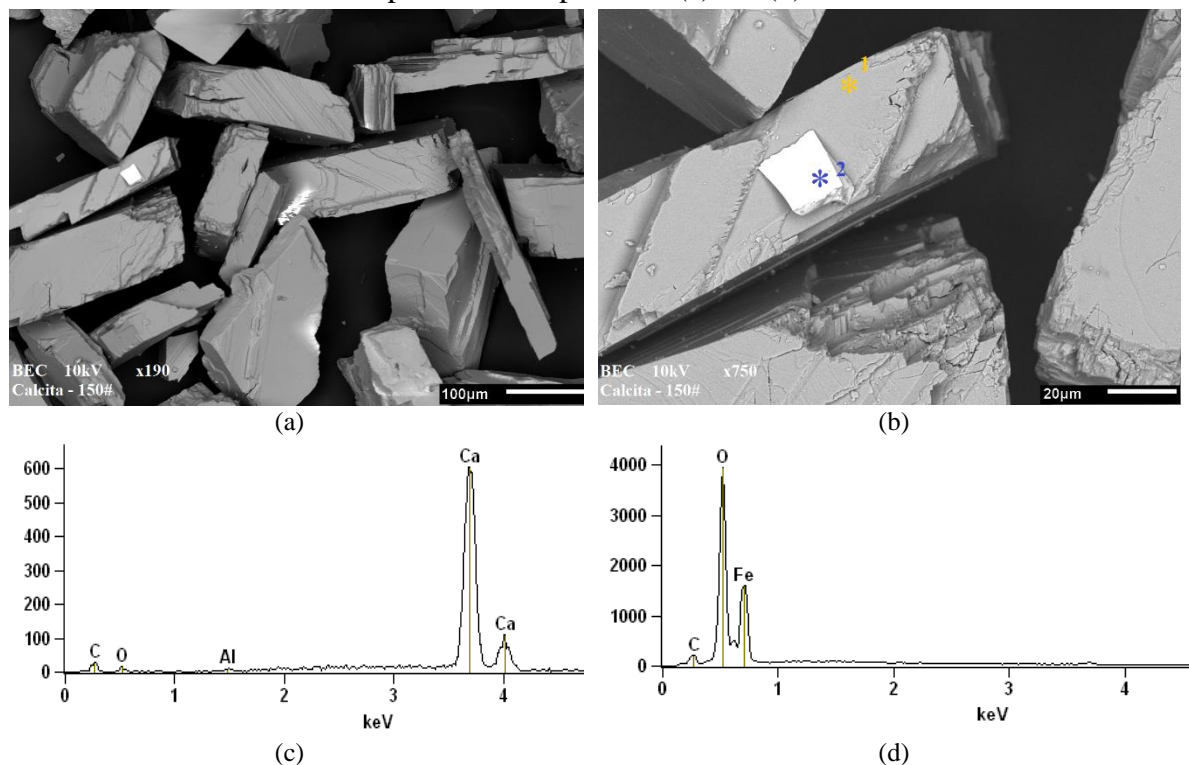 BEC 10kV x190
Calcita - 150#
100µm
(a)
1
2
BEC 10kV x750
Calcita - 150#
20µm
(b)
600
500
400
300
200
100
0
C
O
Al
Ca
Ca
0 1 2 3 4
keV
(c)
4000
3000
2000
1000
0
C
O
Fe
0 1 2 3 4
keV
(d)